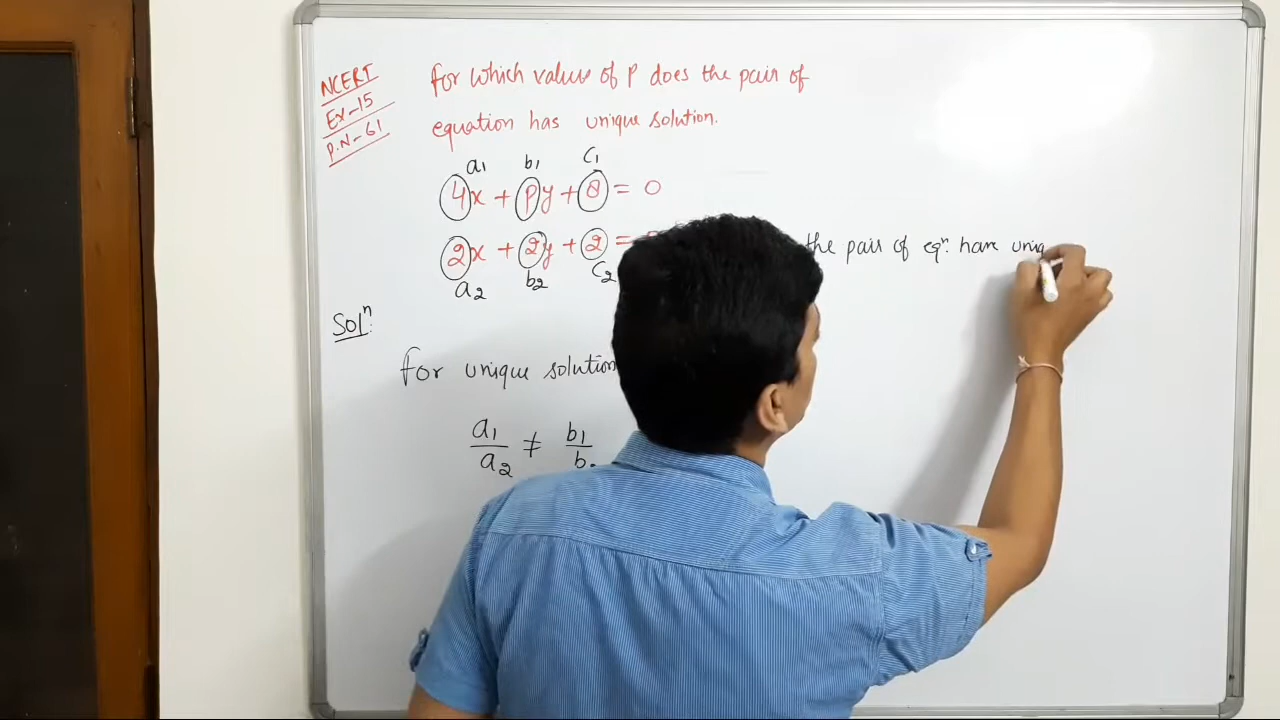 NCERT
Ex-15
P.N-61
For which values of P does the pair of
equation has unique solution.
a1 b1 C1
4x + Py + 8 = 0
2x + 2y + 2 =
a2 b2 C2
the pair of eqn. have uniq
Soln:
For unique solution
a1/a2 ≠ b1/b